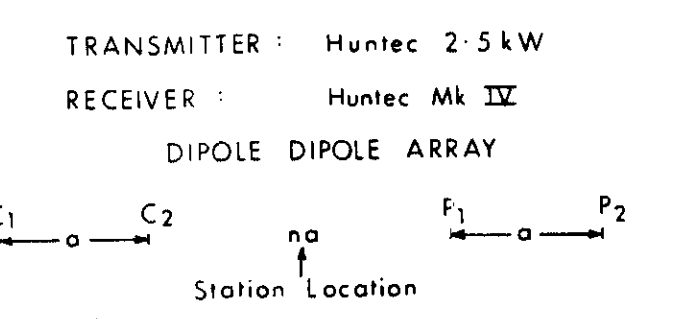 TRANSMITTER : Huntec 2·5 kW
RECEIVER : Huntec Mk IV
DIPOLE DIPOLE ARRAY
C1 C2 P1 P2
a na a
Station Location